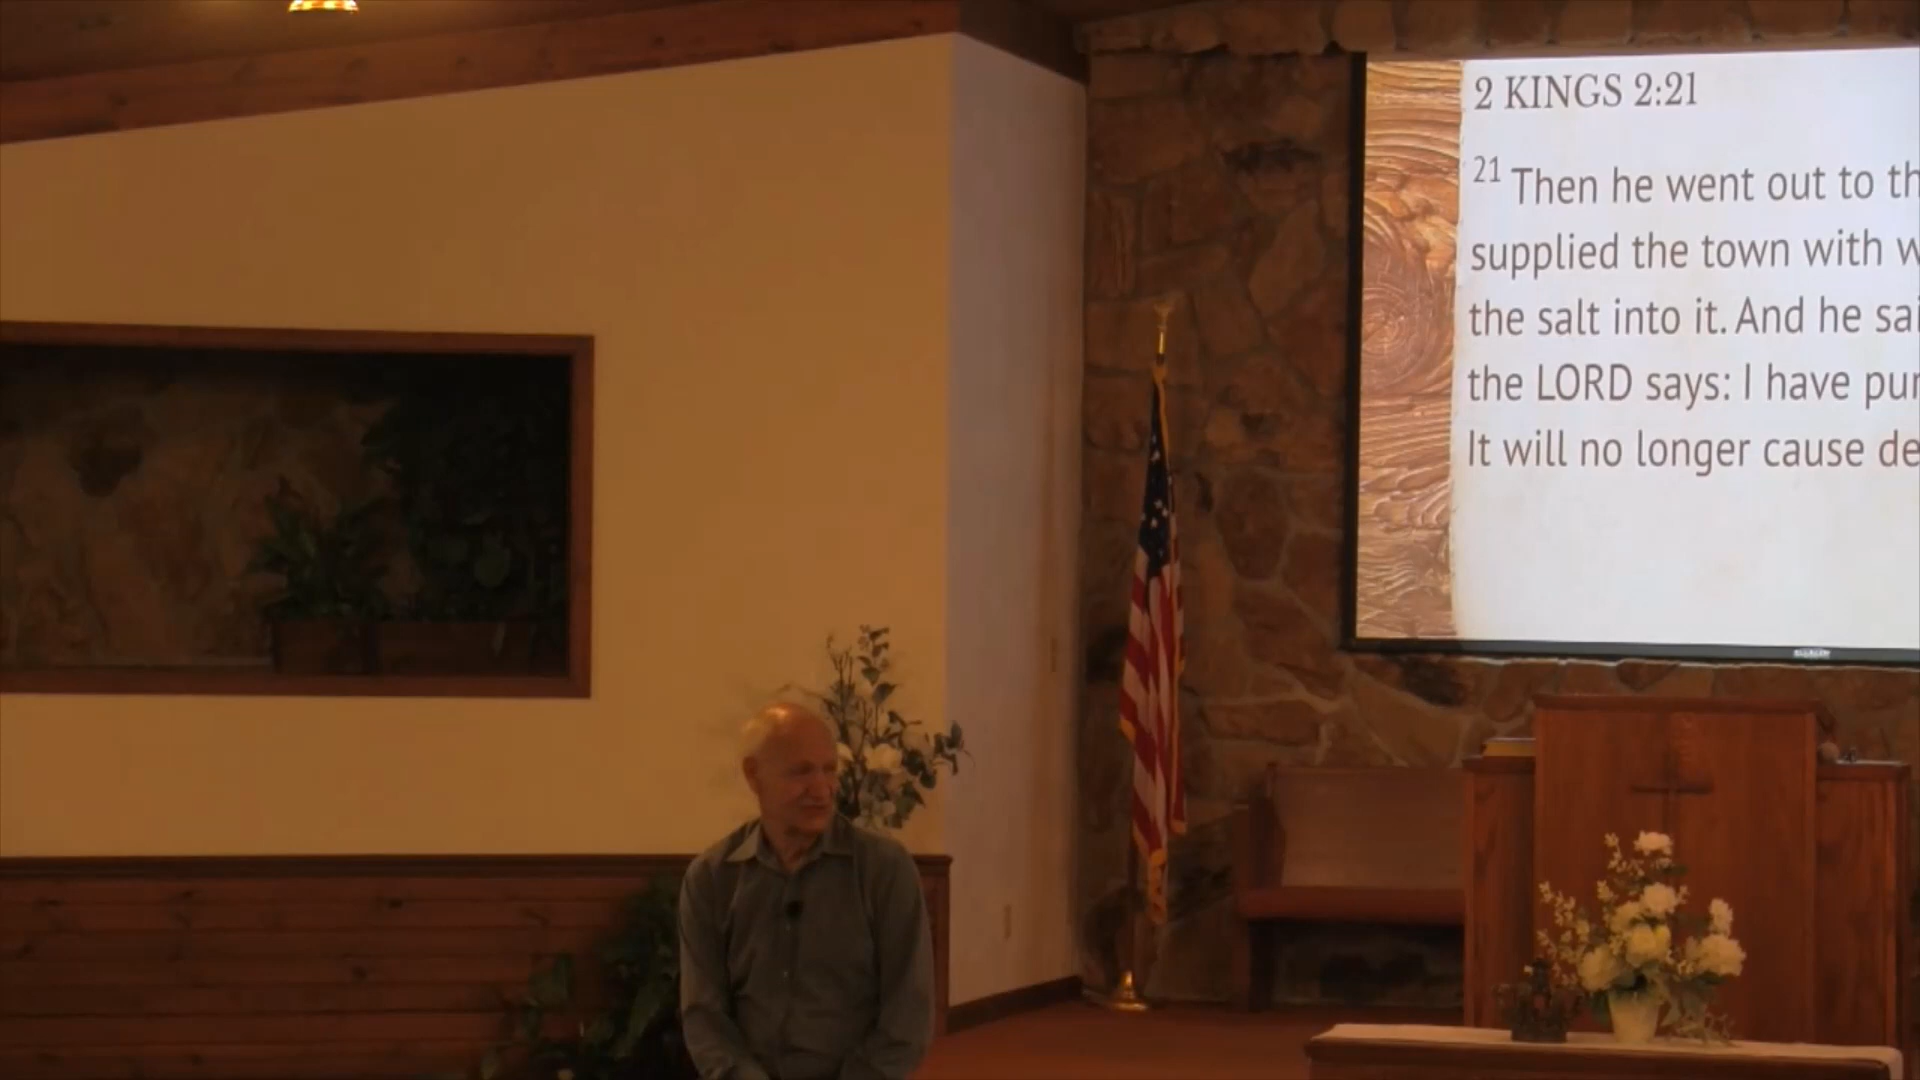 2 KINGS 2:21
21 Then he went out to th
supplied the town with w
the salt into it. And he sai
the LORD says: I have pur
It will no longer cause de